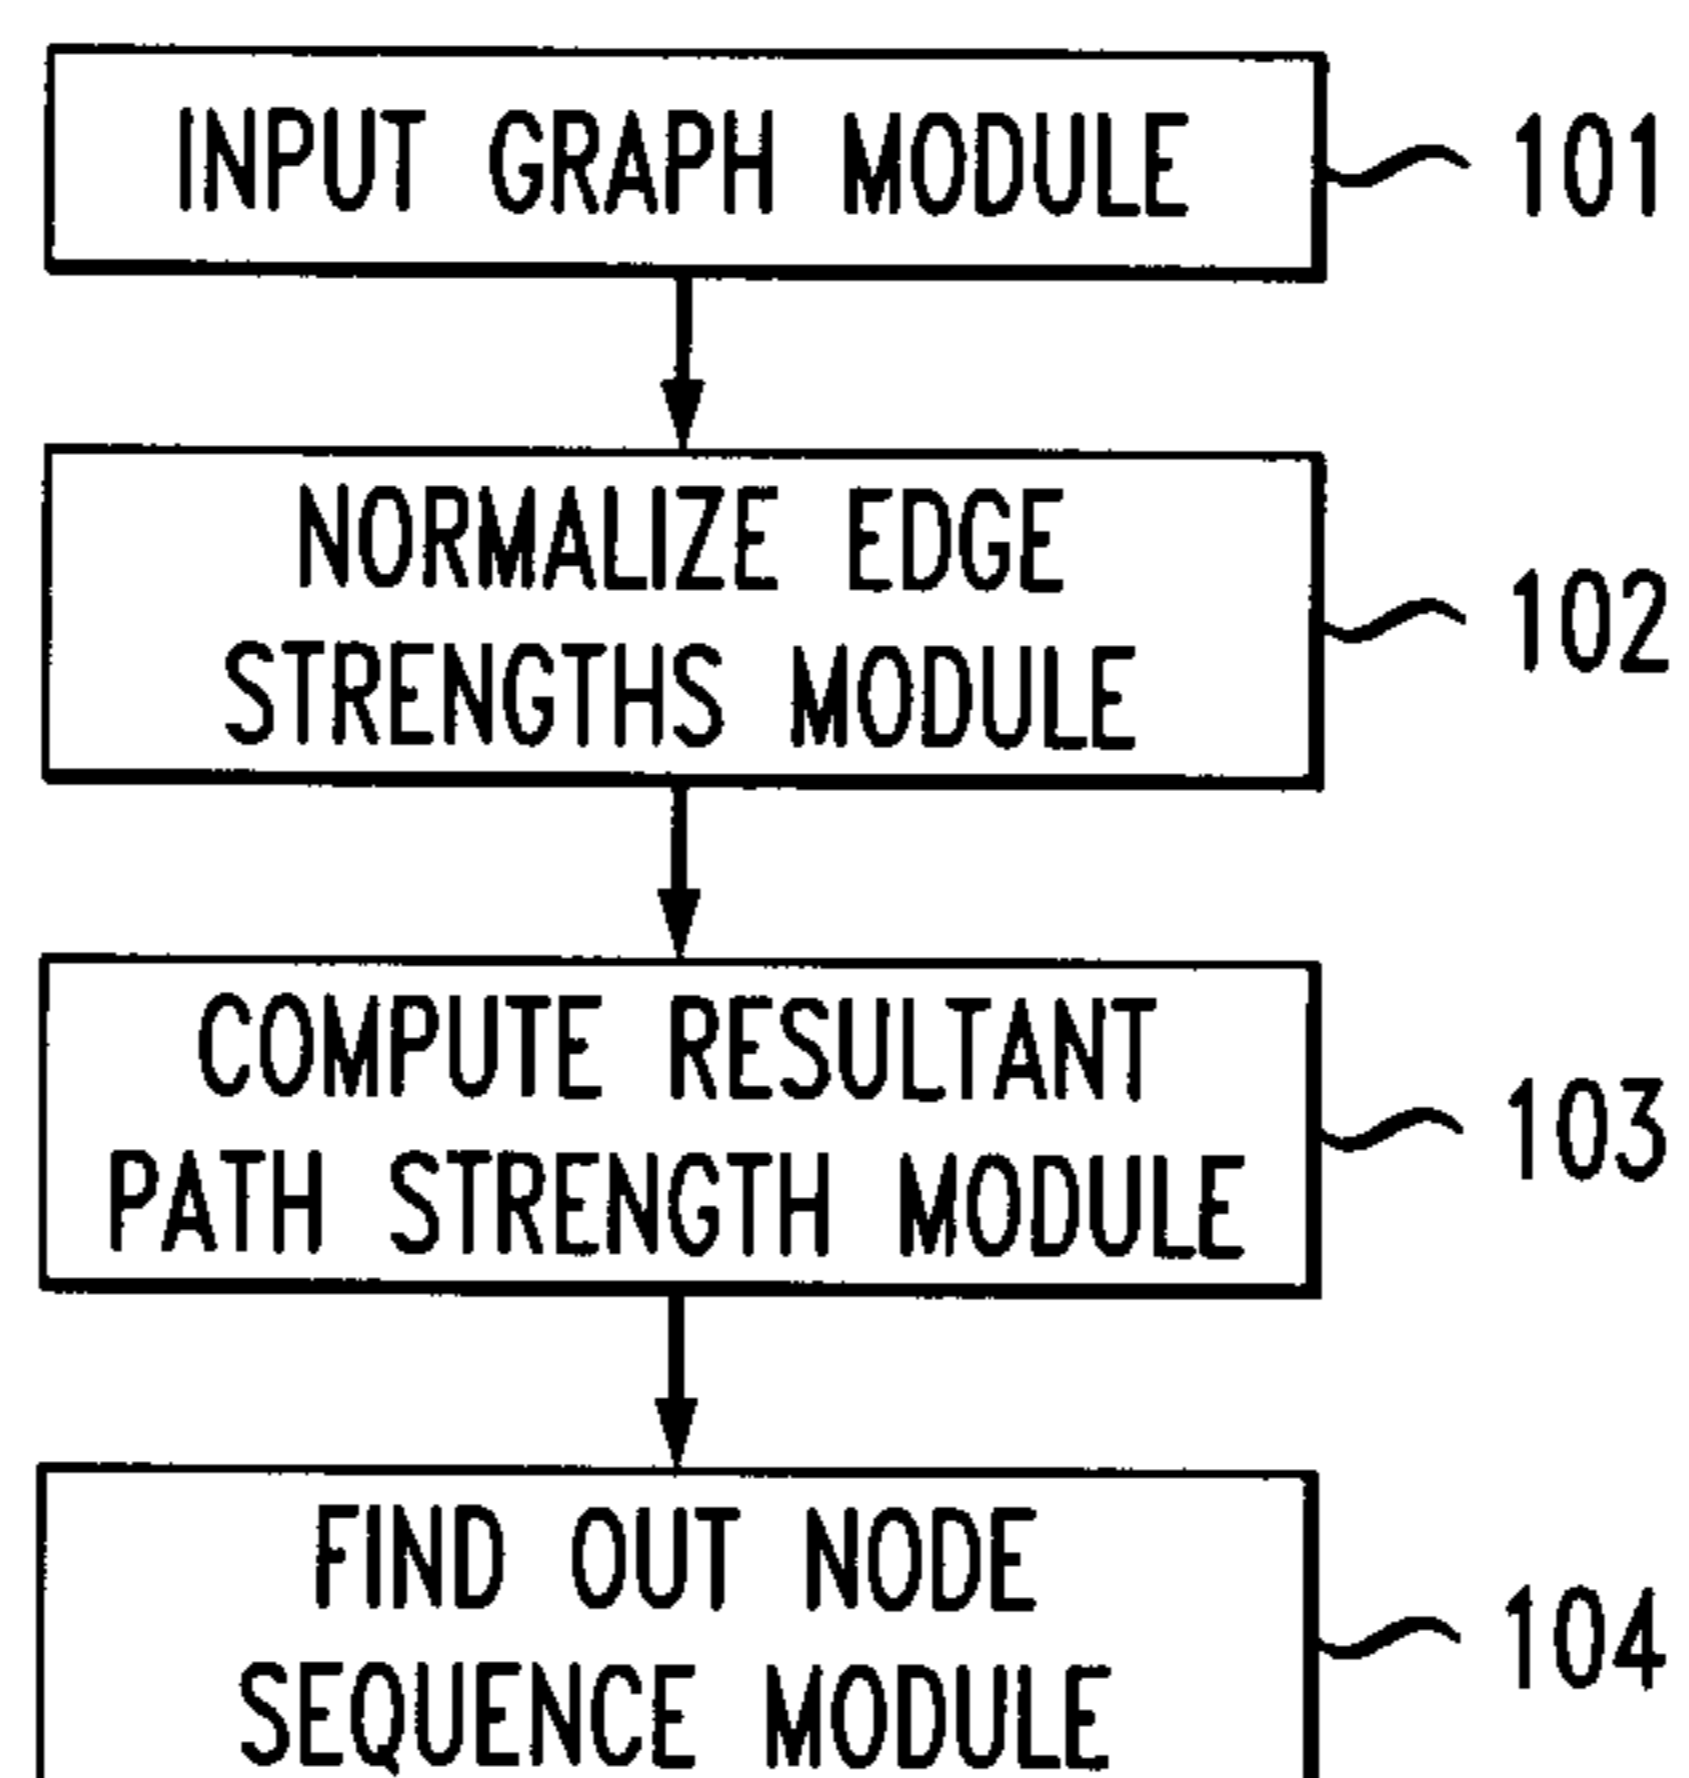 INPUT GRAPH MODULE
101
NORMALIZE EDGE
STRENGTHS MODULE
102
COMPUTE RESULTANT
PATH STRENGTH MODULE
103
FIND OUT NODE
SEQUENCE MODULE
104